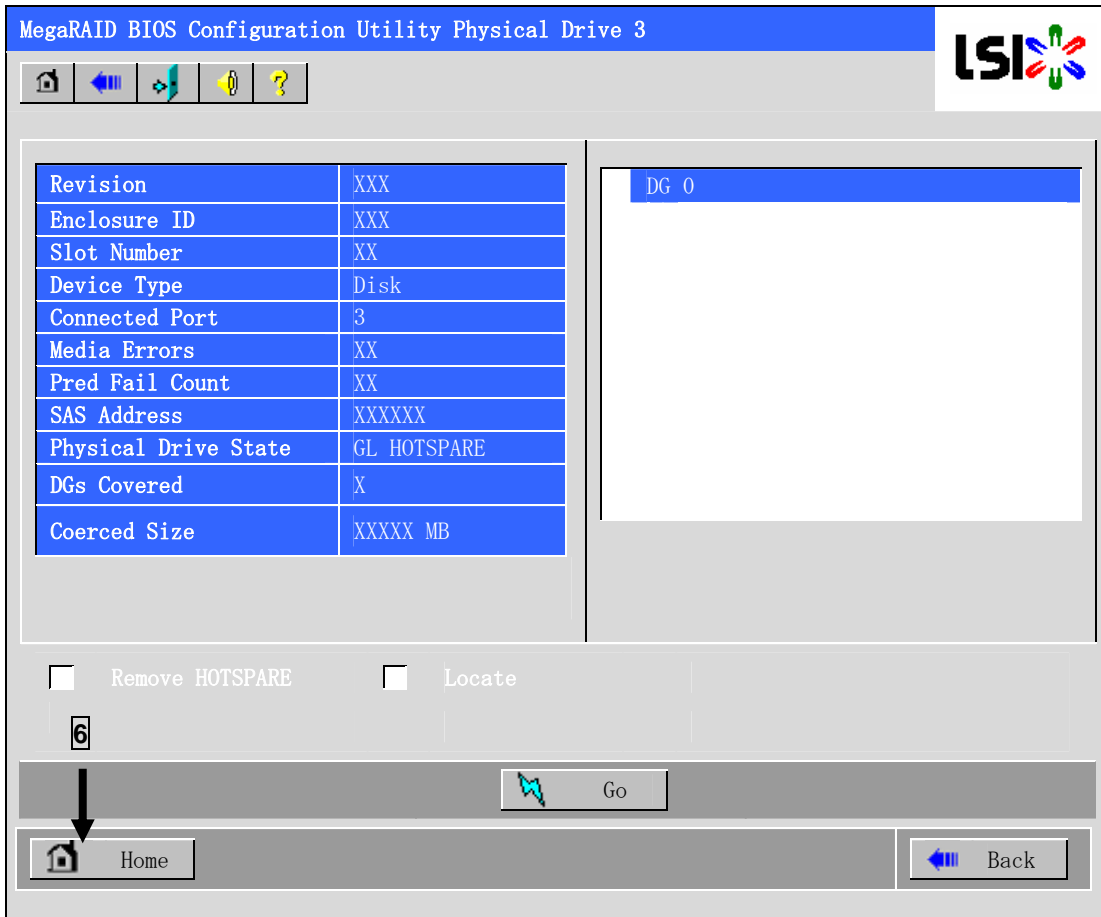 MegaRAID BIOS Configuration Utility Physical Drive 3
LSI
?
Revision XXX
Enclosure ID XXX
Slot Number XX
Device Type Disk
Connected Port 3
Media Errors XX
Pred Fail Count XX
SAS Address XXXXXX
Physical Drive State GL HOTSPARE
DGs Covered X
Coerced Size XXXXX MB
DG 0
Remove HOTSPARE Locate
6
Go
Home Back